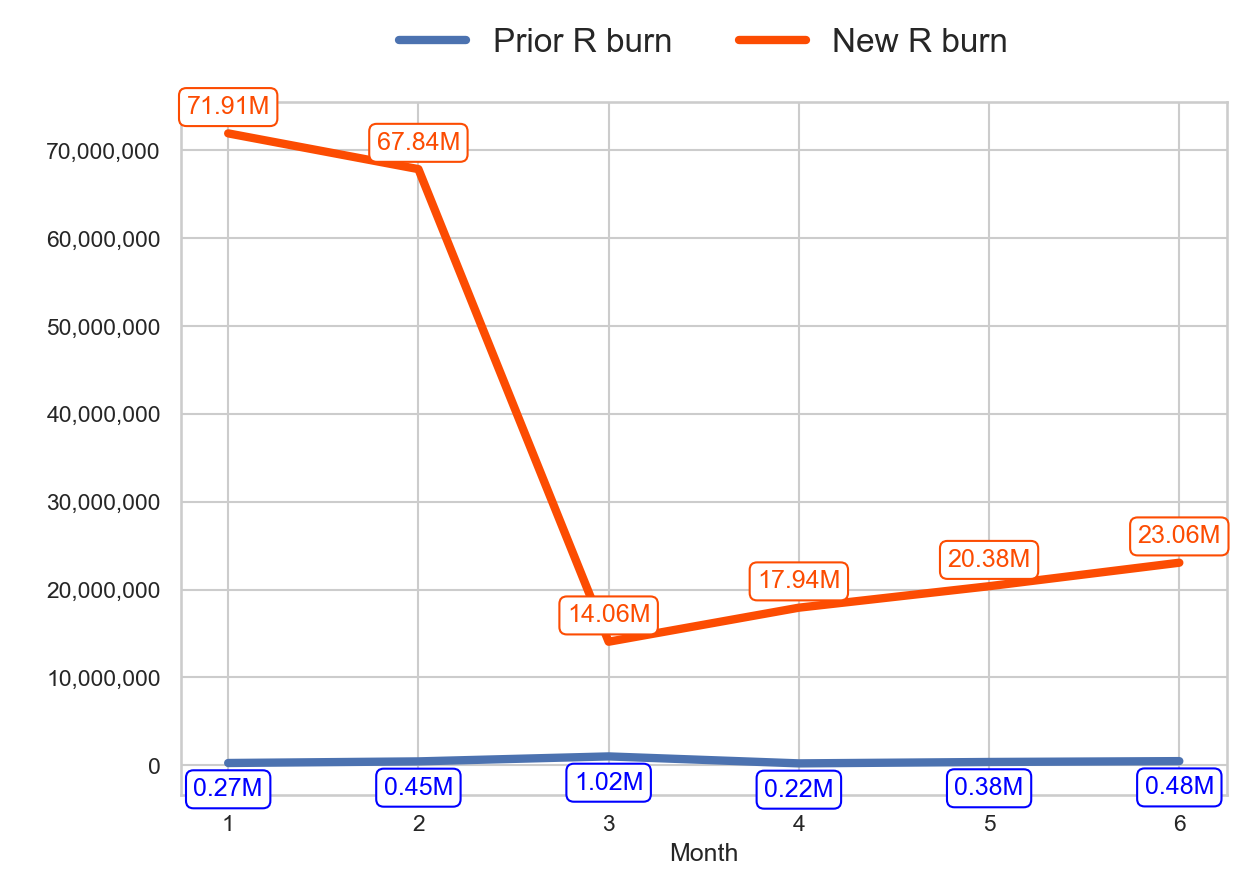 Prior R burn New R burn
71.91M
67.84M
70,000,000
60,000,000
50,000,000
40,000,000
30,000,000
23.06M
20.38M
17.94M
20,000,000
14.06M
10,000,000
0
0.27M 0.45M 1.02M 0.22M 0.38M 0.48M
1 2 3 4 5 6
Month